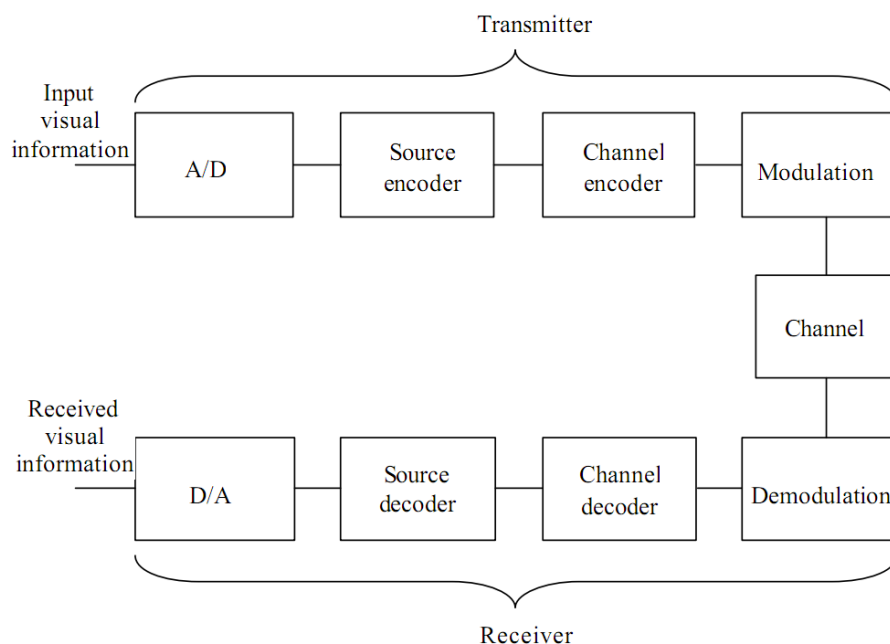 Transmitter
Input
visual
information
A/D
Source
encoder
Channel
encoder
Modulation
Channel
Received
visual
information
D/A
Source
decoder
Channel
decoder
Demodulation
Receiver